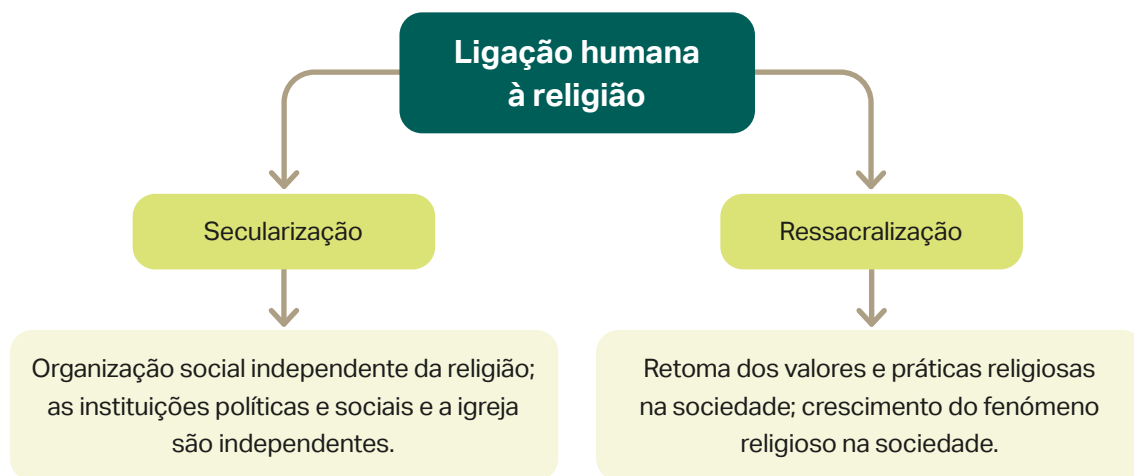 Ligação humana
à religião
Secularização
Ressacralização
Organização social independente da religião;
as instituições políticas e sociais e a igreja
são independentes.
Retoma dos valores e práticas religiosas
na sociedade; crescimento do fenómeno
religioso na sociedade.